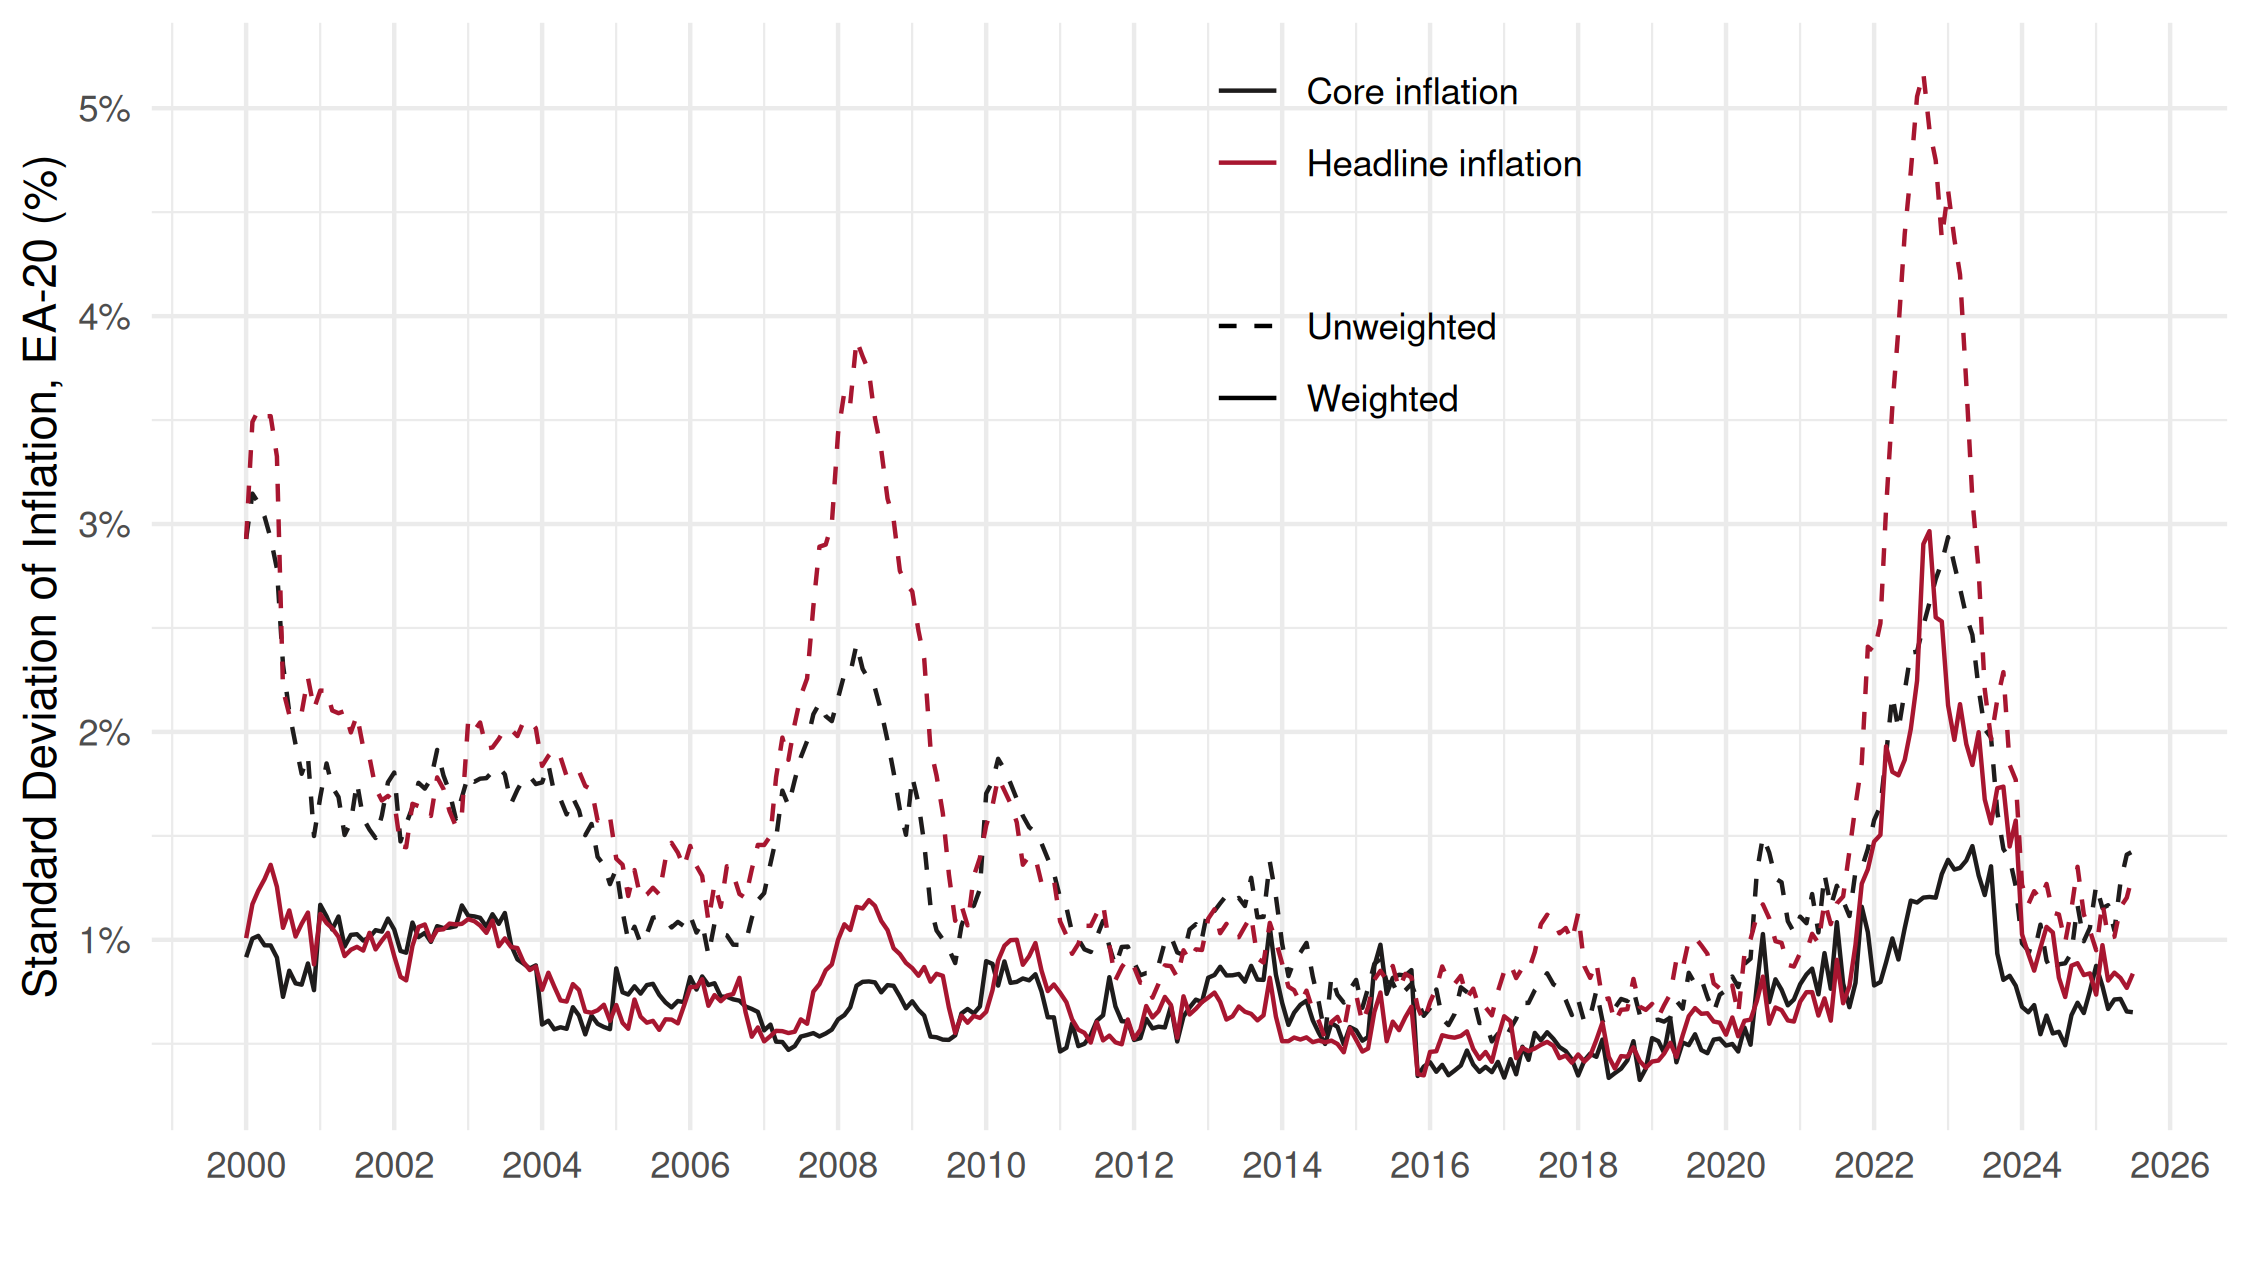 Standard Deviation of Inflation, EA-20 (%)
5%
4%
3%
2%
1%
Core inflation
Headline inflation
Unweighted
Weighted
2000 2002 2004 2006 2008 2010 2012 2014 2016 2018 2020 2022 2024 2026